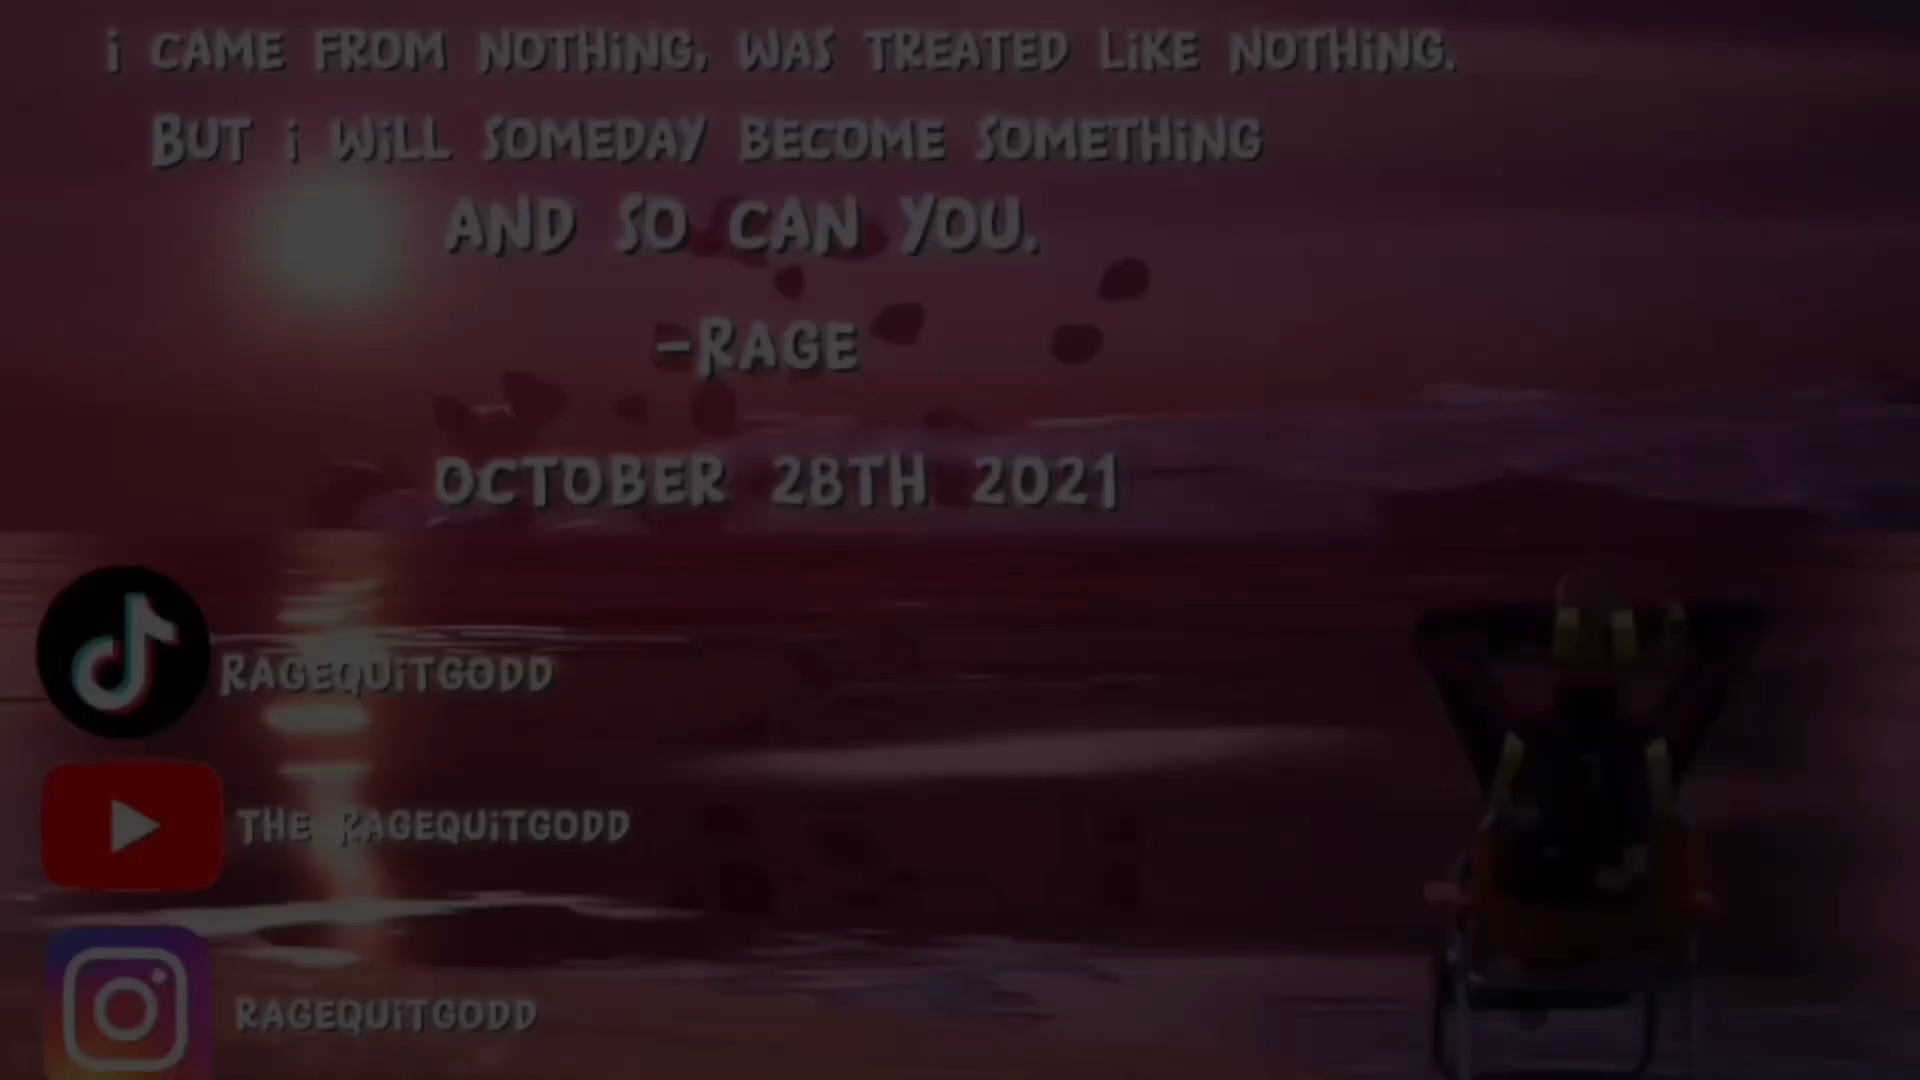 i CAME FROM NOTHiNG, WAS TREATED LiKE NOTHiNG.
BUT i WiLL SOMEDAY BECOME SOMETHiNG
AND SO CAN YOU.
-RAGE
OCTOBER 28TH 2021
RAGEQUiTGODD
THE RAGEQUiTGODD
RAGEQUiTGODD